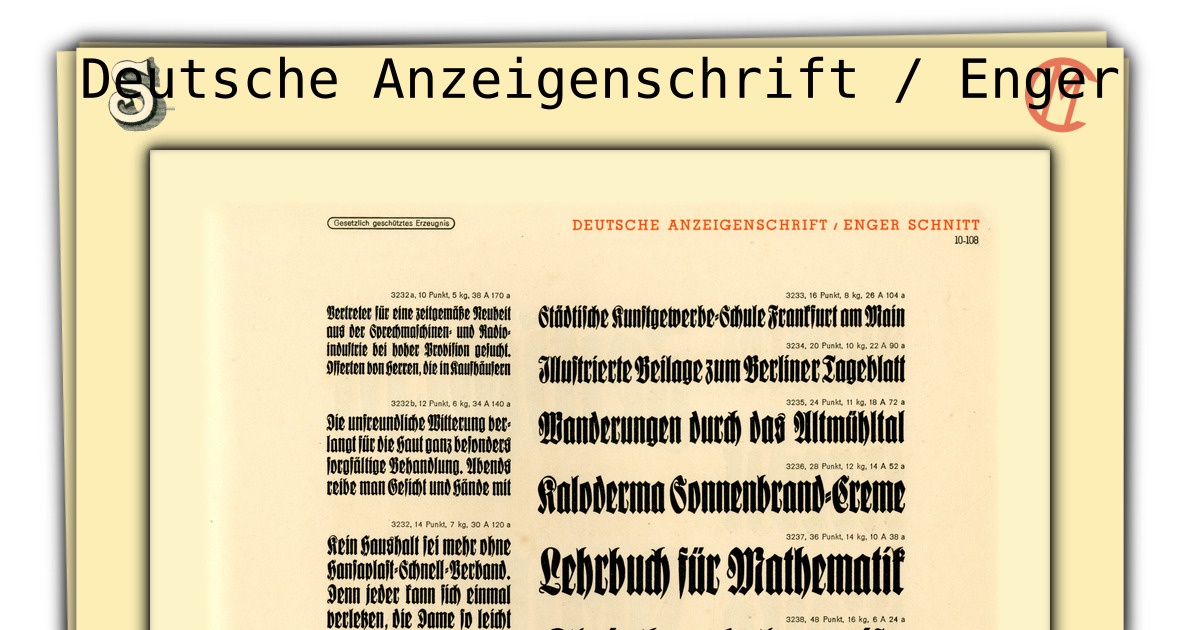 Deutsche Anzeigenschrift / Enger
Gesetzlich geschütztes Erzeugnis
DEUTSCHE ANZEIGENSCHRIFT / ENGER SCHNITT
10-108
3232a, 10 Punkt, 5 kg, 38 A 170 a
Vertreter für eine zeitgemäße Neuheit
aus der Sprechmaschinen- und Radio-
industrie bei hoher Provision gesucht.
Offerten von Herren, die in Kaufhäusern
3232b, 12 Punkt, 6 kg, 34 A 140 a
Die unfreundliche Witterung ver-
langt für die Haut ganz besonders
sorgfältige Behandlung. Abends
reibe man Gesicht und Hände mit
3232, 14 Punkt, 7 kg, 30 A 120 a
Kein Haushalt sei mehr ohne
Hansaplast-Schnell-Verband.
Denn jeder kann sich einmal
verletzen, die Dame so leicht
3233, 16 Punkt, 8 kg, 26 A 104 a
Städtische Kunstgewerbe-Schule Frankfurt am Main
3234, 20 Punkt, 10 kg, 22 A 90 a
Illustrierte Beilage zum Berliner Tageblatt
3235, 24 Punkt, 11 kg, 18 A 72 a
Wanderungen durch das Altmühltal
3236, 28 Punkt, 12 kg, 14 A 52 a
Kaloderma Sonnenbrand-Creme
3237, 36 Punkt, 14 kg, 10 A 38 a
Lehrbuch für Mathematik
3238, 48 Punkt, 16 kg, 6 A 24 a